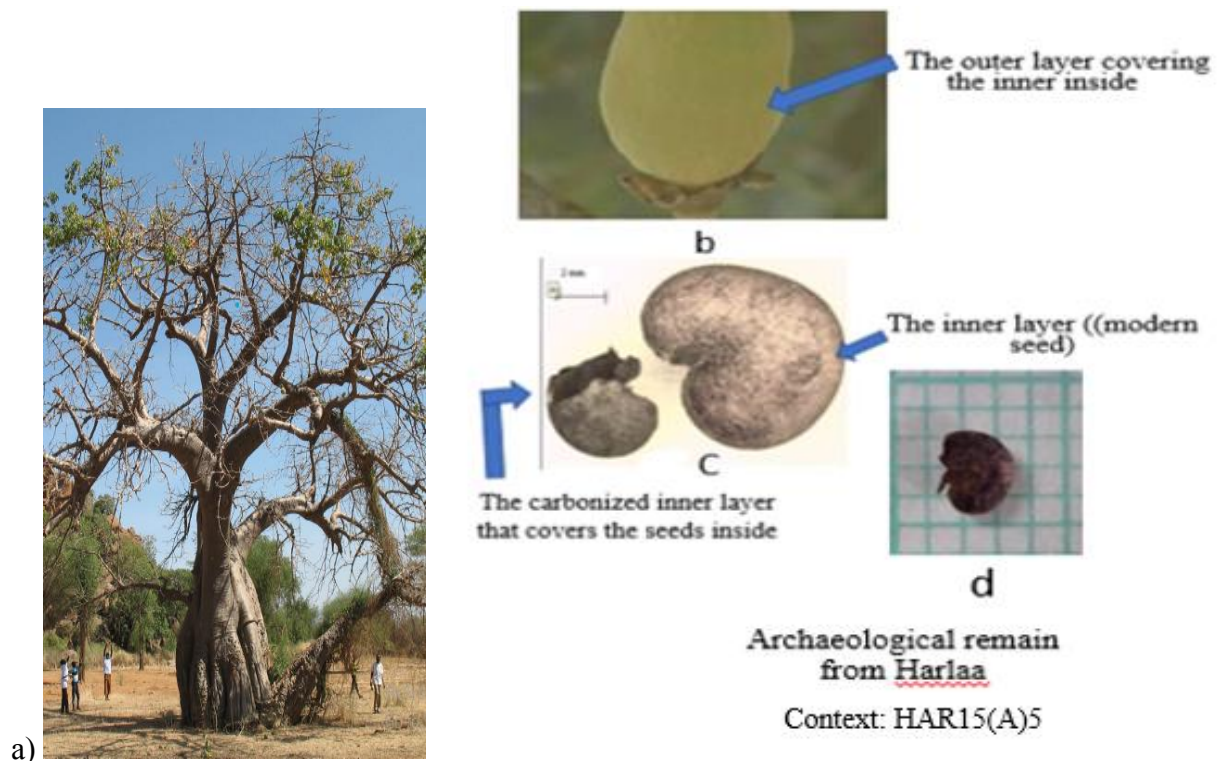 The outer layer covering
the inner inside
b
2 mm
The inner layer ((modern
seed)
C
The carbonized inner layer
that covers the seeds inside
d
Archaeological remain
from Harlaa
Context: HAR15(A)5
a)